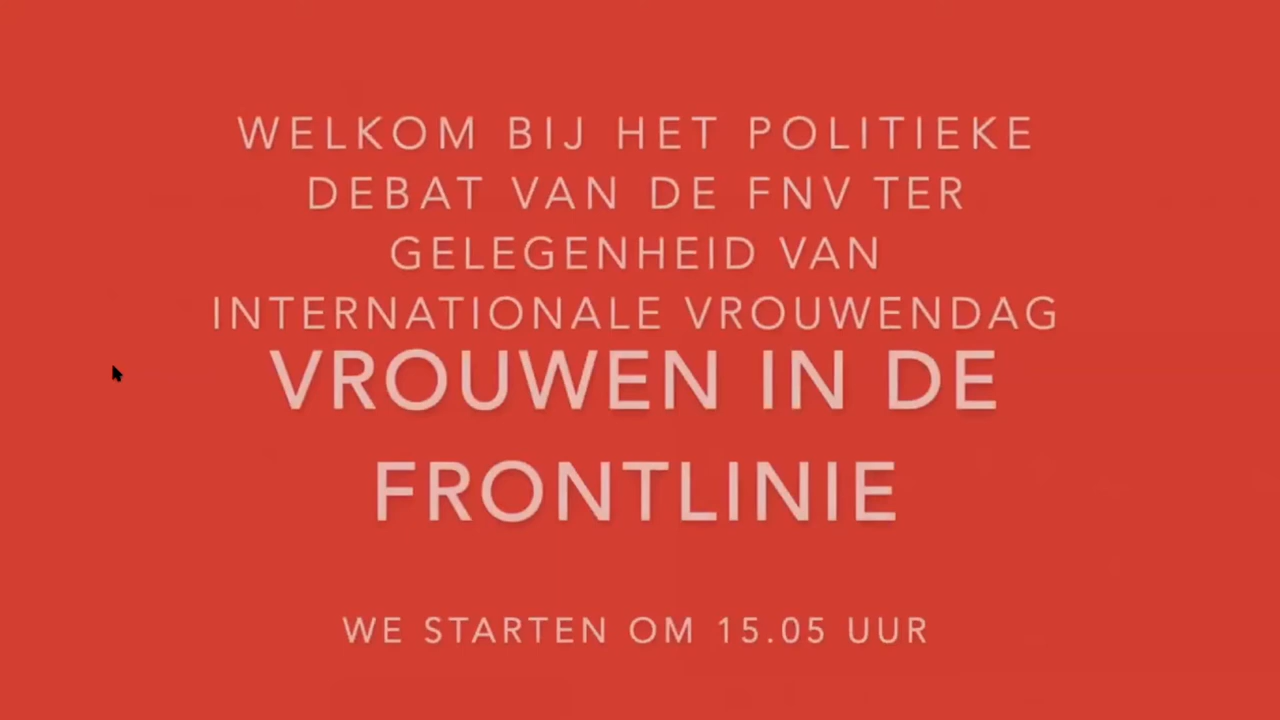 WELKOM BIJ HET POLITIEKE
DEBAT VAN DE FNV TER
GELEGENHEID VAN
INTERNATIONALE VROUWENDAG
VROUWEN IN DE
FRONTLINIE
WE STARTEN OM 15.05 UUR